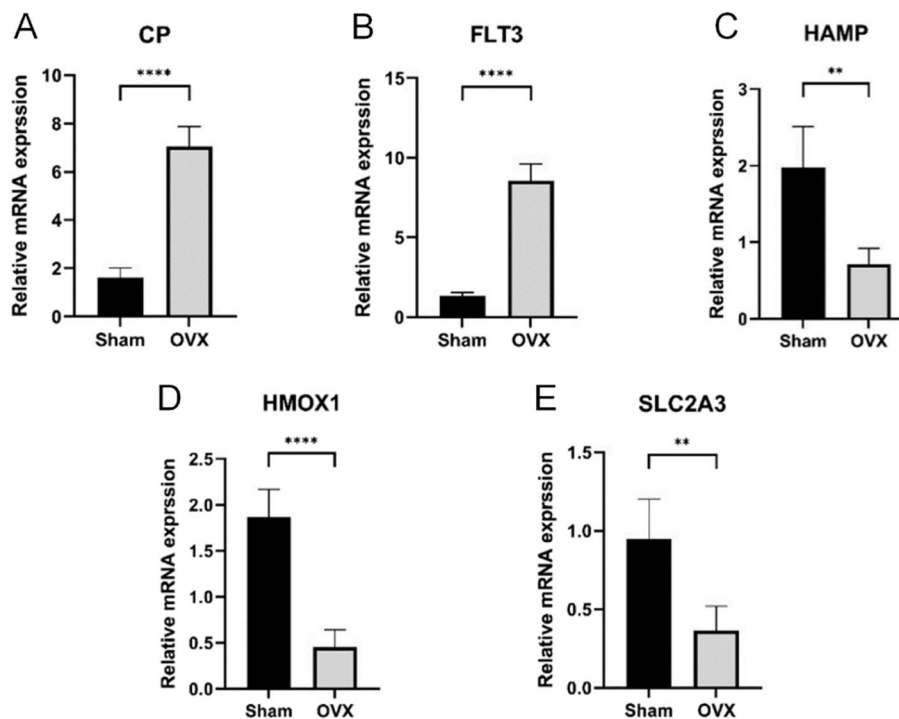 A
CP
Relative mRNA exprssion
10
8
6
4
2
0
****
Sham OVX
B
FLT3
Relative mRNA exprssion
15
10
5
0
****
Sham OVX
C
HAMP
Relative mRNA exprssion
3
2
1
0
**
Sham OVX
D
HMOX1
Relative mRNA exprssion
2.5
2.0
1.5
1.0
0.5
0.0
****
Sham OVX
E
SLC2A3
Relative mRNA exprssion
1.5
1.0
0.5
0.0
**
Sham OVX